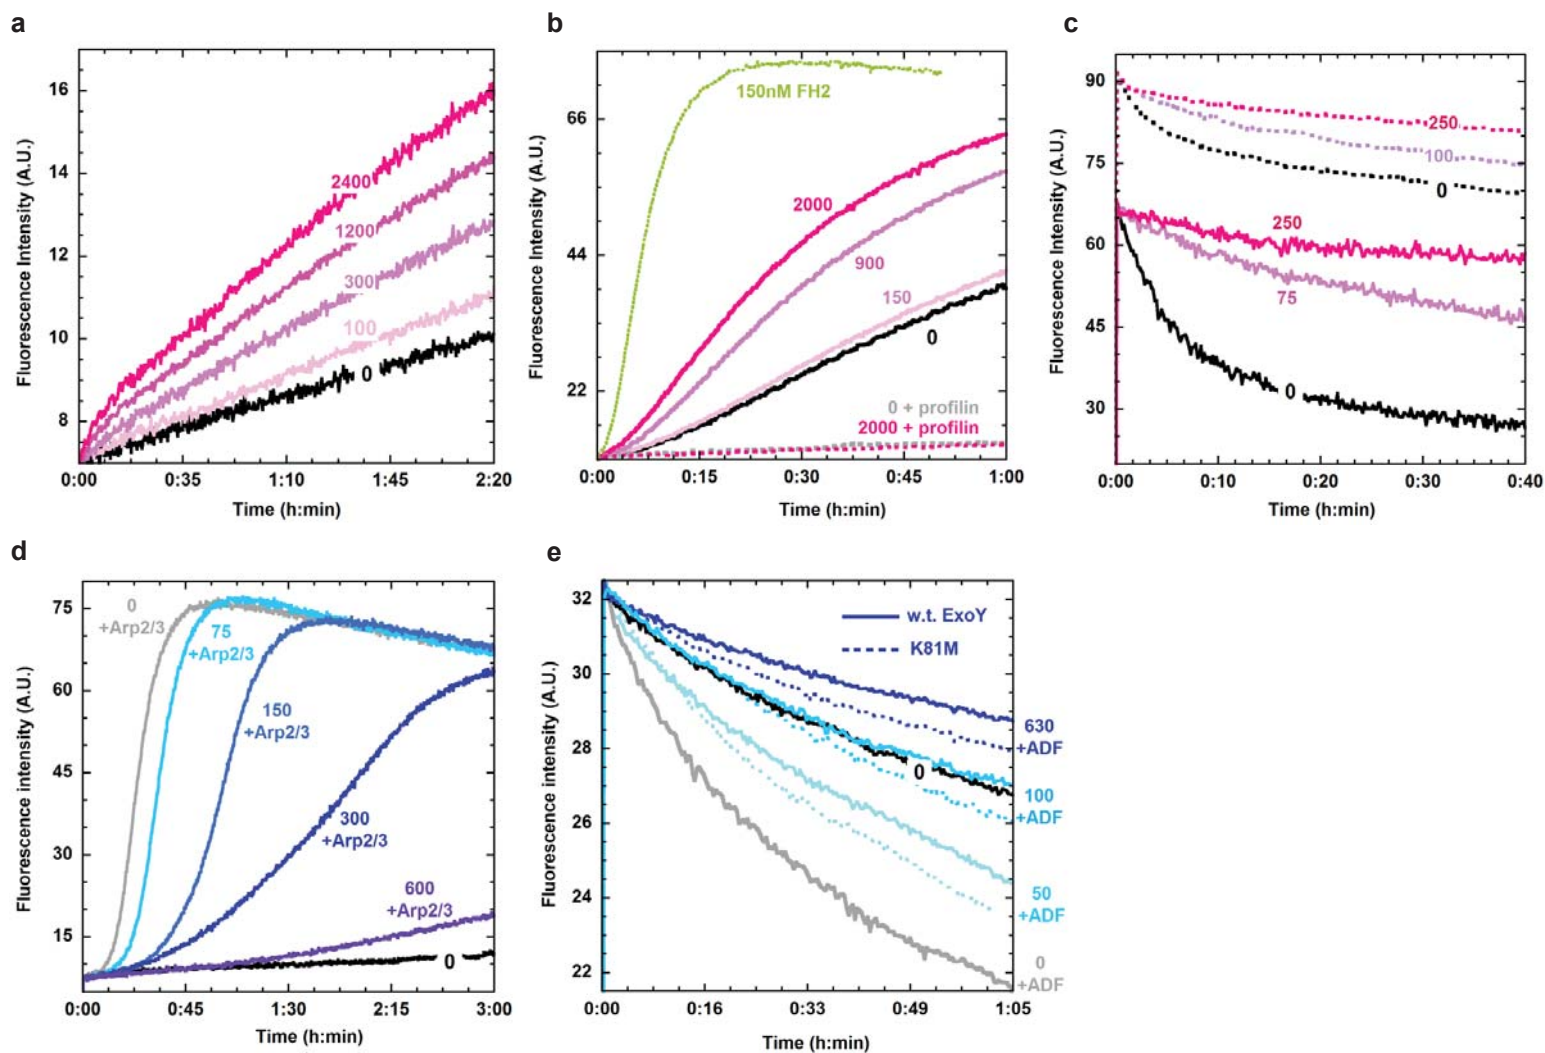 a
Fluorescence Intensity (A.U.)
16
14
12
10
8
2400
1200
300
100
0
0:00 0:35 1:10 1:45 2:20
Time (h:min)
b
Fluorescence Intensity (A.U.)
66
44
22
150nM FH2
2000
900
150
0
0 + profilin
2000 + profilin
0:00 0:15 0:30 0:45 1:00
Time (h:min)
c
Fluorescence Intensity (A.U.)
90
75
60
45
30
250
100
0
250
75
0
0:00 0:10 0:20 0:30 0:40
Time (h:min)
d
Fluorescence intensity (A.U.)
75
60
45
30
15
0
+Arp2/3
75
+Arp2/3
150
+Arp2/3
300
+Arp2/3
600
+Arp2/3
0
0:00 0:45 1:30 2:15 3:00
Time (h:min)
e
Fluorescence intensity (A.U.)
32
30
28
26
24
22
w.t. ExoY
K81M
0
630
+ADF
100
+ADF
50
+ADF
0
+ADF
0:00 0:16 0:33 0:49 1:05
Time (h:min)